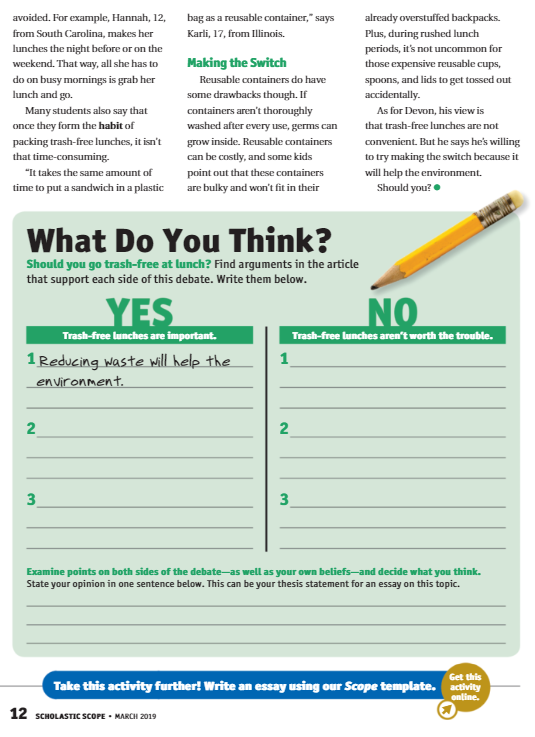 avoided. For example, Hannah, 12,
from South Carolina, makes her
lunches the night before or on the
weekend. That way, all she has to
do on busy mornings is grab her
lunch and go.
Many students also say that
once they form the habit of
packing trash-free lunches, it isn't
that time-consuming.
"It takes the same amount of
time to put a sandwich in a plastic
bag as a reusable container," says
Karli, 17, from Illinois.
Making the Switch
Reusable containers do have
some drawbacks though. If
containers aren't thoroughly
washed after every use, germs can
grow inside. Reusable containers
can be costly, and some kids
point out that these containers
are bulky and won't fit in their
already overstuffed backpacks.
Plus, during rushed lunch
periods, it's not uncommon for
those expensive reusable cups,
spoons, and lids to get tossed out
accidentally.
As for Devon, his view is
that trash-free lunches are not
convenient. But he says he's willing
to try making the switch because it
will help the environment.
Should you?
What Do You Think?
Should you go trash-free at lunch? Find arguments in the article
that support each side of this debate. Write them below.
YES
Trash-free lunches are important.
1 Reducing waste will help the
environment.
2
3
NO
Trash-free lunches aren't worth the trouble.
1
2
3
Examine points on both sides of the debate—as well as your own beliefs—and decide what you think.
State your opinion in one sentence below. This can be your thesis statement for an essay on this topic.
Take this activity further! Write an essay using our Scope template.
Get this
activity
online.
12 SCHOLASTIC SCOPE • MARCH 2019